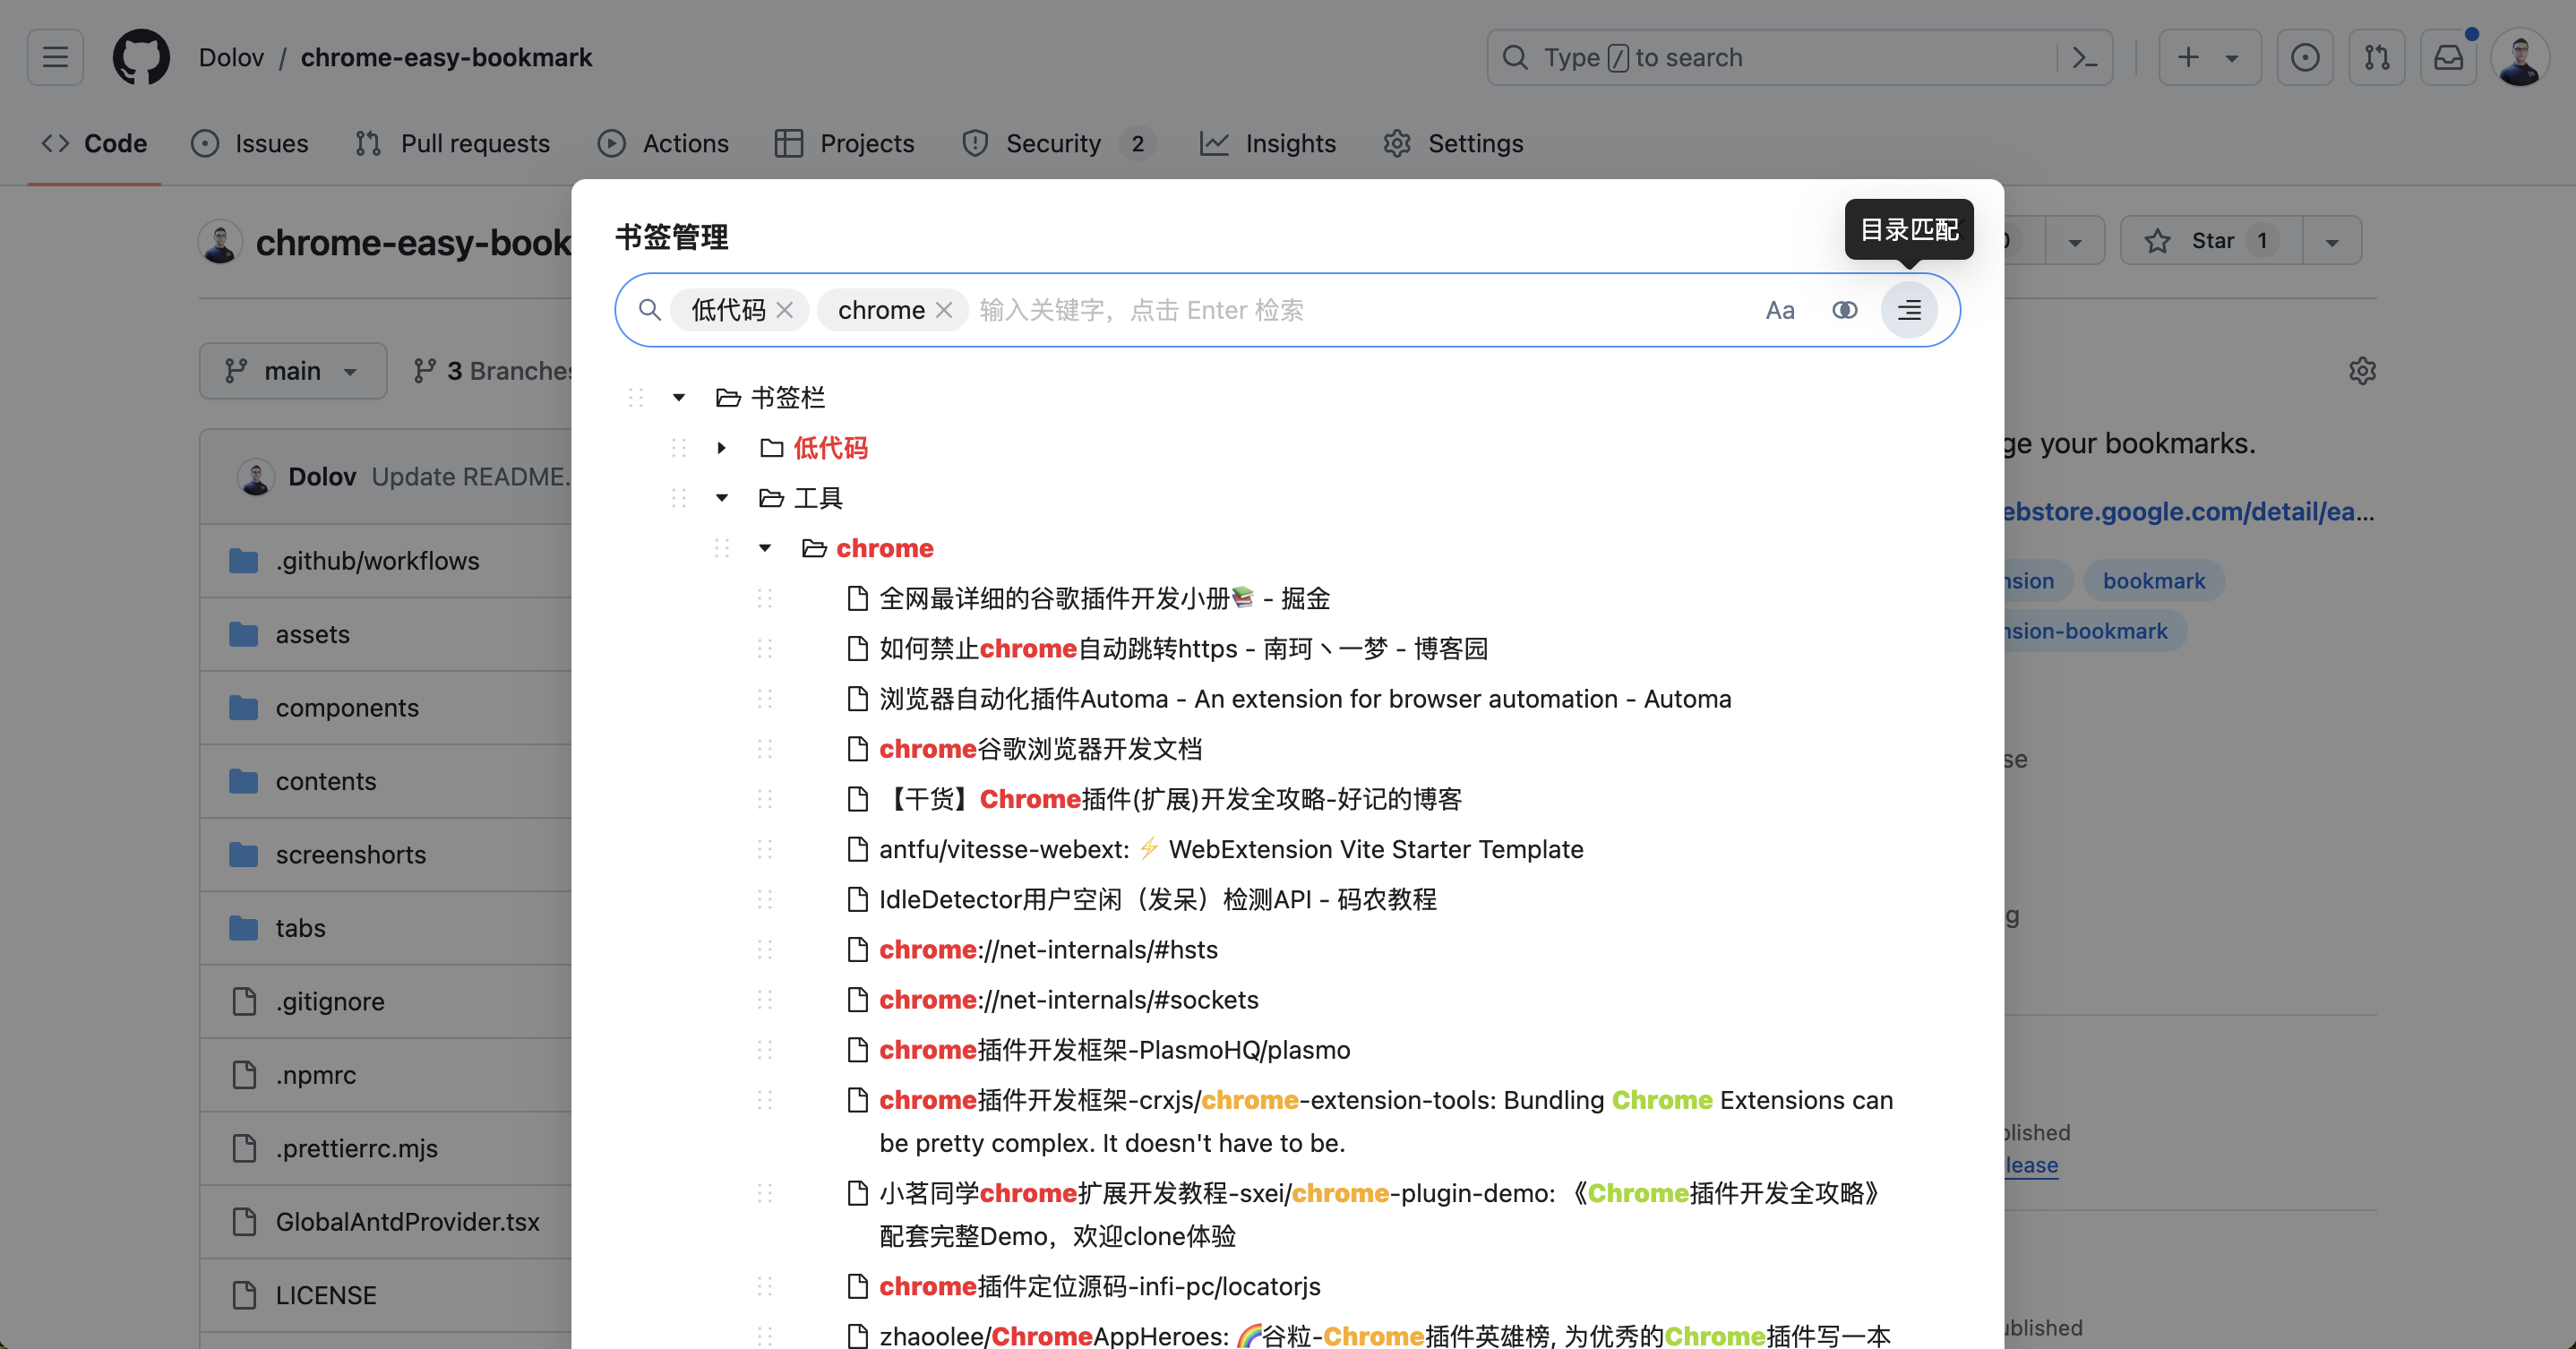 Dolov / chrome-easy-bookmark
Type / to search
Code
Issues
Pull requests
Actions
Projects
Security 2
Insights
Settings
chrome-easy-book
Star 1
main
3 Branches
Dolov Update README.
.github/workflows
assets
components
contents
screenshorts
tabs
.gitignore
.npmrc
.prettierrc.mjs
GlobalAntdProvider.tsx
LICENSE
书签管理
目录匹配
低代码
chrome
输入关键字，点击 Enter 检索
Aa
书签栏
低代码
工具
chrome
全网最详细的谷歌插件开发小册📚 - 掘金
如何禁止chrome自动跳转https - 南珂丶一梦 - 博客园
浏览器自动化插件Automa - An extension for browser automation - Automa
chrome谷歌浏览器开发文档
【干货】Chrome插件(扩展)开发全攻略-好记的博客
antfu/vitesse-webext: ⚡ WebExtension Vite Starter Template
IdleDetector用户空闲（发呆）检测API - 码农教程
chrome://net-internals/#hsts
chrome://net-internals/#sockets
chrome插件开发框架-PlasmoHQ/plasmo
chrome插件开发框架-crxjs/chrome-extension-tools: Bundling Chrome Extensions can
be pretty complex. It doesn't have to be.
小茗同学chrome扩展开发教程-sxei/chrome-plugin-demo: 《Chrome插件开发全攻略》
配套完整Demo，欢迎clone体验
chrome插件定位源码-infi-pc/locatorjs
zhaoolee/ChromeAppHeroes: 🌈谷粒-Chrome插件英雄榜, 为优秀的Chrome插件写一本
ge your bookmarks.
ebstore.google.com/detail/ea...
nsion
bookmark
nsion-bookmark
se
g
blished
lease
ublished